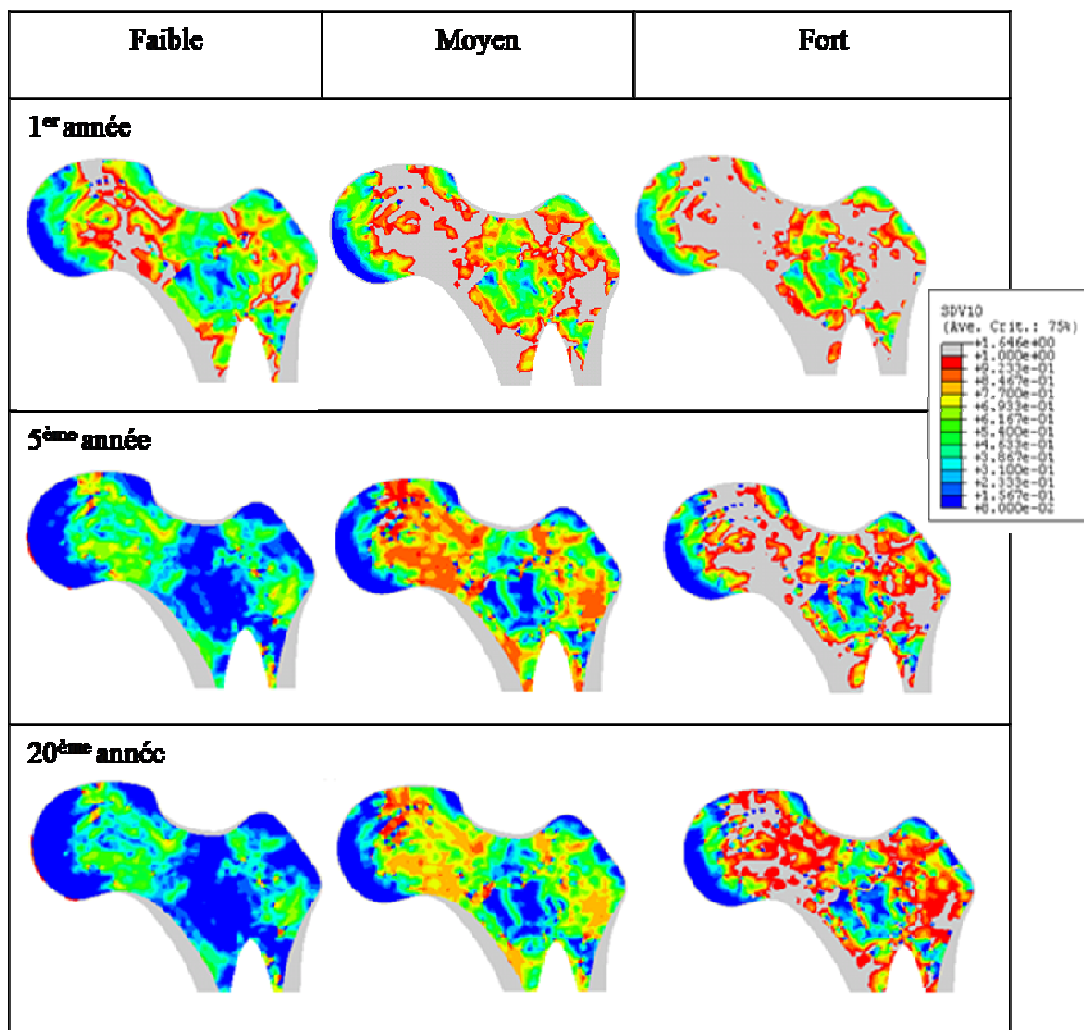 Faible Moyen Fort
1er année
SDV10
(Ave. Crit.: 75%)
+1.646e+00
+1.000e+00
+9.233e-01
+8.467e-01
+7.700e-01
+6.933e-01
+6.167e-01
+5.400e-01
+4.633e-01
+3.867e-01
+3.100e-01
+2.333e-01
+1.567e-01
+8.000e-02
5ème année
20ème année